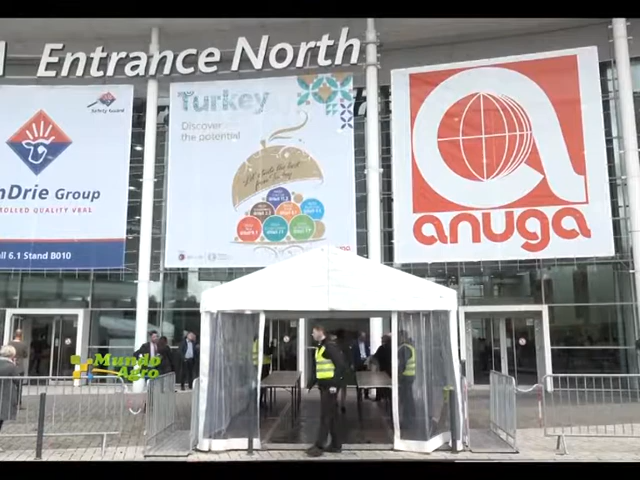 Entrance North
Safety Guard
nDrie Group
ROLLED QUALITY VEAL
all 6.1 Stand B010
Turkey
Discover
the potential
anuga
Mundo
Agro